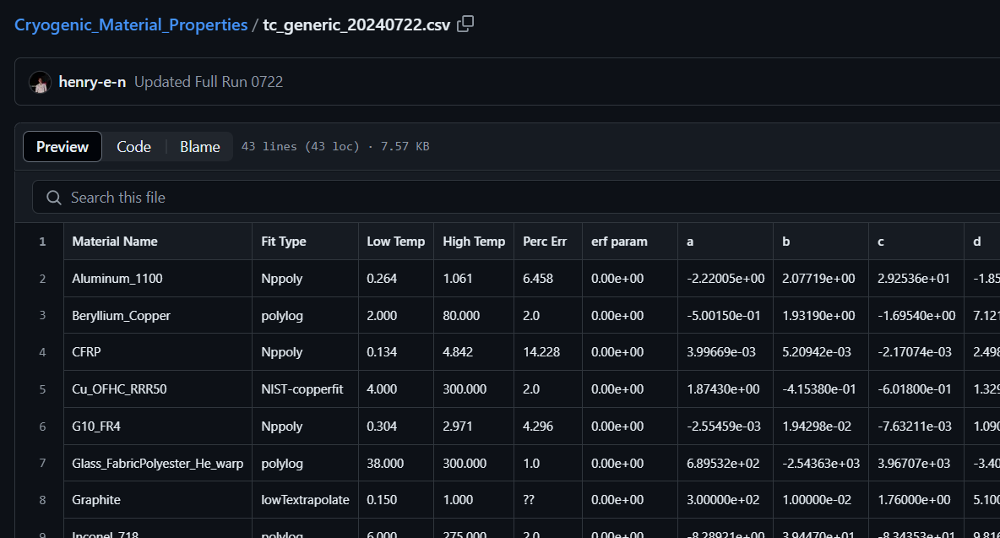 Cryogenic_Material_Properties / tc_generic_20240722.csv
henry-e-n Updated Full Run 0722
Preview Code Blame 43 lines (43 loc) · 7.57 KB
Search this file
1 Material Name Fit Type Low Temp High Temp Perc Err erf param a b c d
2 Aluminum_1100 Nppoly 0.264 1.061 6.458 0.00e+00 -2.22005e+00 2.07719e+00 2.92536e+01 -1.85
3 Beryllium_Copper polylog 2.000 80.000 2.0 0.00e+00 -5.00150e-01 1.93190e+00 -1.69540e+00 7.121
4 CFRP Nppoly 0.134 4.842 14.228 0.00e+00 3.99669e-03 5.20942e-03 -2.17074e-03 2.498
5 Cu_OFHC_RRR50 NIST-copperfit 4.000 300.000 2.0 0.00e+00 1.87430e+00 -4.15380e-01 -6.01800e-01 1.329
6 G10_FR4 Nppoly 0.304 2.971 4.296 0.00e+00 -2.55459e-03 1.94298e-02 -7.63211e-03 1.090
7 Glass_FabricPolyester_He_warp polylog 38.000 300.000 1.0 0.00e+00 6.89532e+02 -2.54363e+03 3.96707e+03 -3.40
8 Graphite lowTextrapolate 0.150 1.000 ?? 0.00e+00 3.00000e+02 1.00000e-02 1.76000e+00 5.100
9 Inconel_718 polylog 6.000 275.000 2.0 0.00e+00 -8.28921e+01 3.94470e+01 -8.34353e+01 9.816